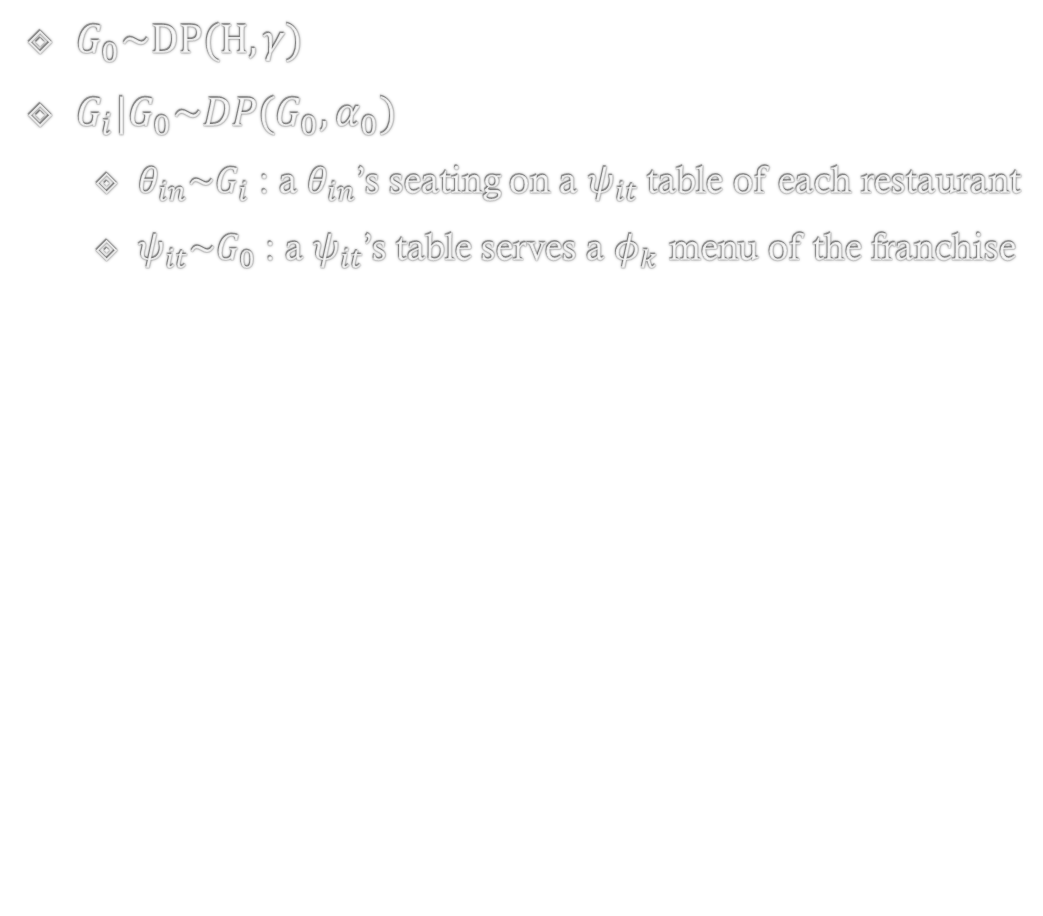 ❖ G₀~DP(H,γ)
❖ Gᵢ|G₀~DP(G₀, α₀)
❖ θᵢₙ~Gᵢ : a θᵢₙ's seating on a ψᵢₜ table of each restaurant
❖ ψᵢₜ~G₀ : a ψᵢₜ's table serves a ϕₖ menu of the franchise